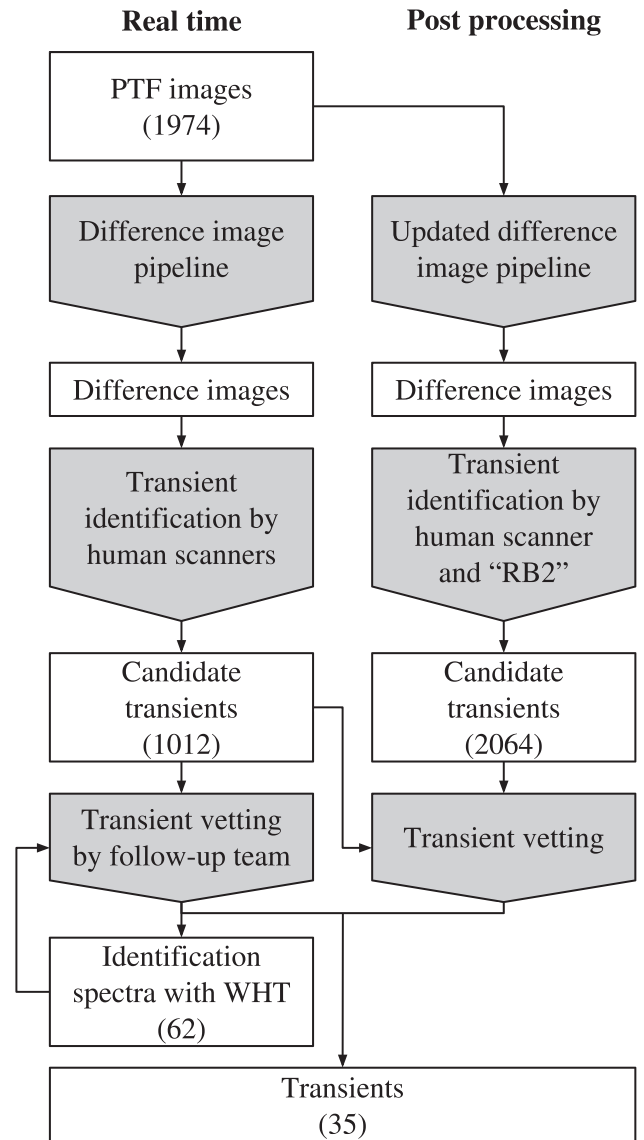 Real time
Post processing
PTF images
(1974)
Difference image
pipeline
Updated difference
image pipeline
Difference images
Difference images
Transient
identification by
human scanners
Transient
identification by
human scanner
and “RB2”
Candidate
transients
(1012)
Candidate
transients
(2064)
Transient vetting
by follow-up team
Transient vetting
Identification
spectra with WHT
(62)
Transients
(35)